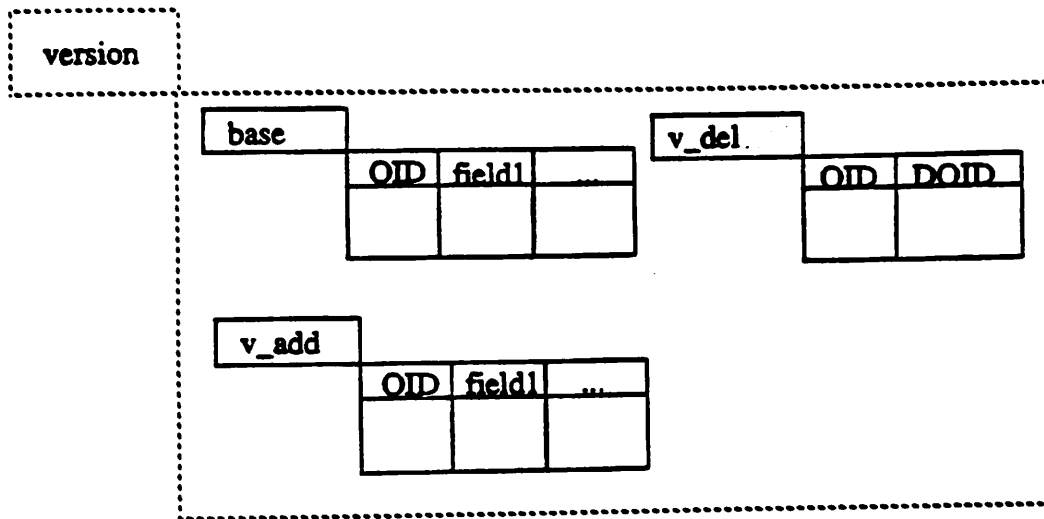 version
base
OID field1 ...
v_del
OID DOID
v_add
OID field1 ...